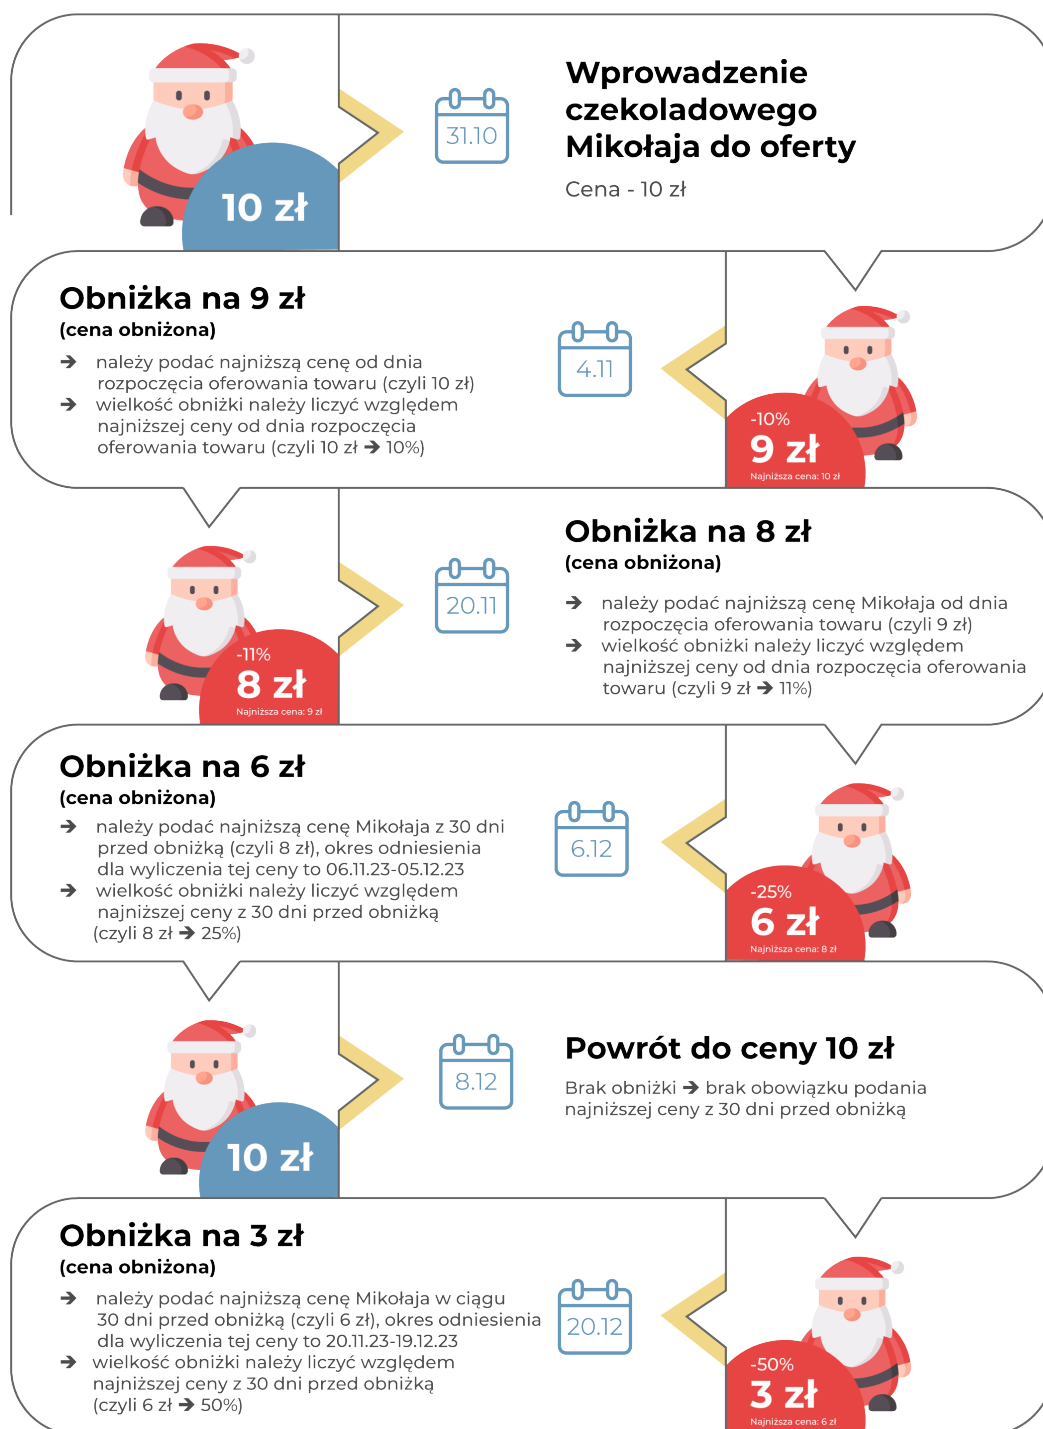 10 zł
31.10
Wprowadzenie
czekoladowego
Mikołaja do oferty
Cena - 10 zł
Obniżka na 9 zł
(cena obniżona)
➔ należy podać najniższą cenę od dnia
rozpoczęcia oferowania towaru (czyli 10 zł)
➔ wielkość obniżki należy liczyć względem
najniższej ceny od dnia rozpoczęcia
oferowania towaru (czyli 10 zł ➔ 10%)
4.11
-10%
9 zł
Najniższa cena: 10 zł
-11%
8 zł
Najniższa cena: 9 zł
20.11
Obniżka na 8 zł
(cena obniżona)
➔ należy podać najniższą cenę Mikołaja od dnia
rozpoczęcia oferowania towaru (czyli 9 zł)
➔ wielkość obniżki należy liczyć względem
najniższej ceny od dnia rozpoczęcia oferowania
towaru (czyli 9 zł ➔ 11%)
Obniżka na 6 zł
(cena obniżona)
➔ należy podać najniższą cenę Mikołaja z 30 dni
przed obniżką (czyli 8 zł), okres odniesienia
dla wyliczenia tej ceny to 06.11.23-05.12.23
➔ wielkość obniżki należy liczyć względem
najniższej ceny z 30 dni przed obniżką
(czyli 8 zł ➔ 25%)
6.12
-25%
6 zł
Najniższa cena: 8 zł
10 zł
8.12
Powrót do ceny 10 zł
Brak obniżki ➔ brak obowiązku podania
najniższej ceny z 30 dni przed obniżką
Obniżka na 3 zł
(cena obniżona)
➔ należy podać najniższą cenę Mikołaja w ciągu
30 dni przed obniżką (czyli 6 zł), okres odniesienia
dla wyliczenia tej ceny to 20.11.23-19.12.23
➔ wielkość obniżki należy liczyć względem
najniższej ceny z 30 dni przed obniżką
(czyli 6 zł ➔ 50%)
20.12
-50%
3 zł
Najniższa cena: 6 zł